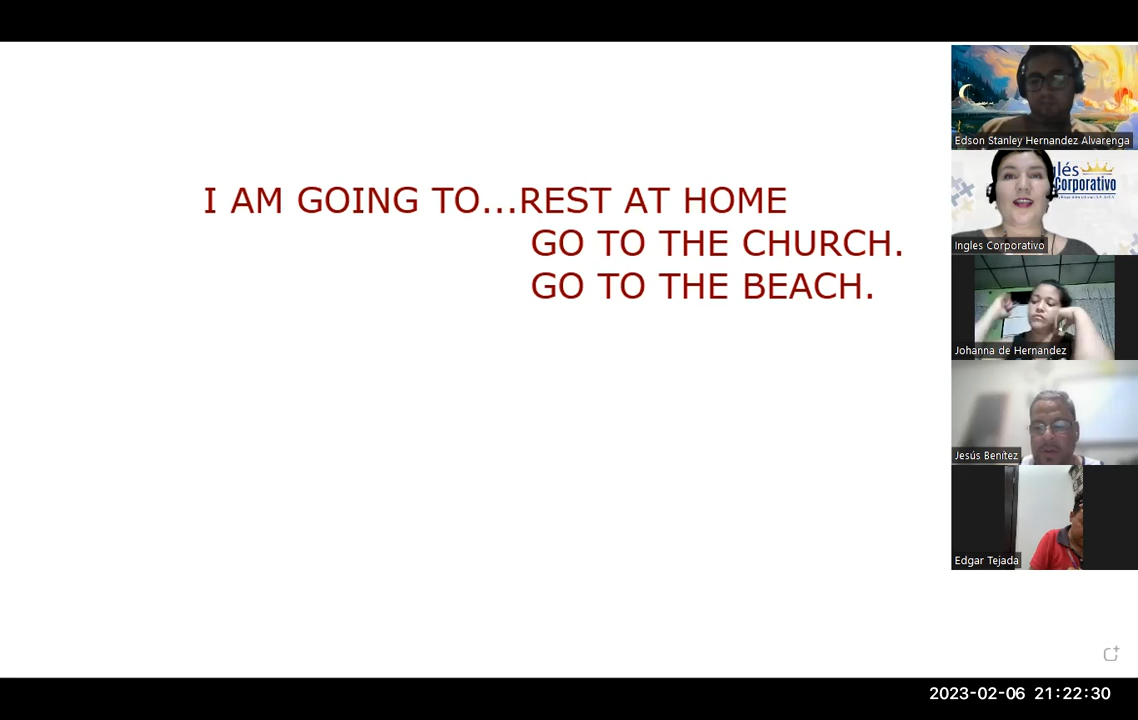 I AM GOING TO...REST AT HOME
GO TO THE CHURCH.
GO TO THE BEACH.
Edson Stanley Hernandez Alvarenga
lés
Corporativo
Ingles Corporativo
Johanna de Hernandez
Jesús Benítez
Edgar Tejada
2023-02-06 21:22:30